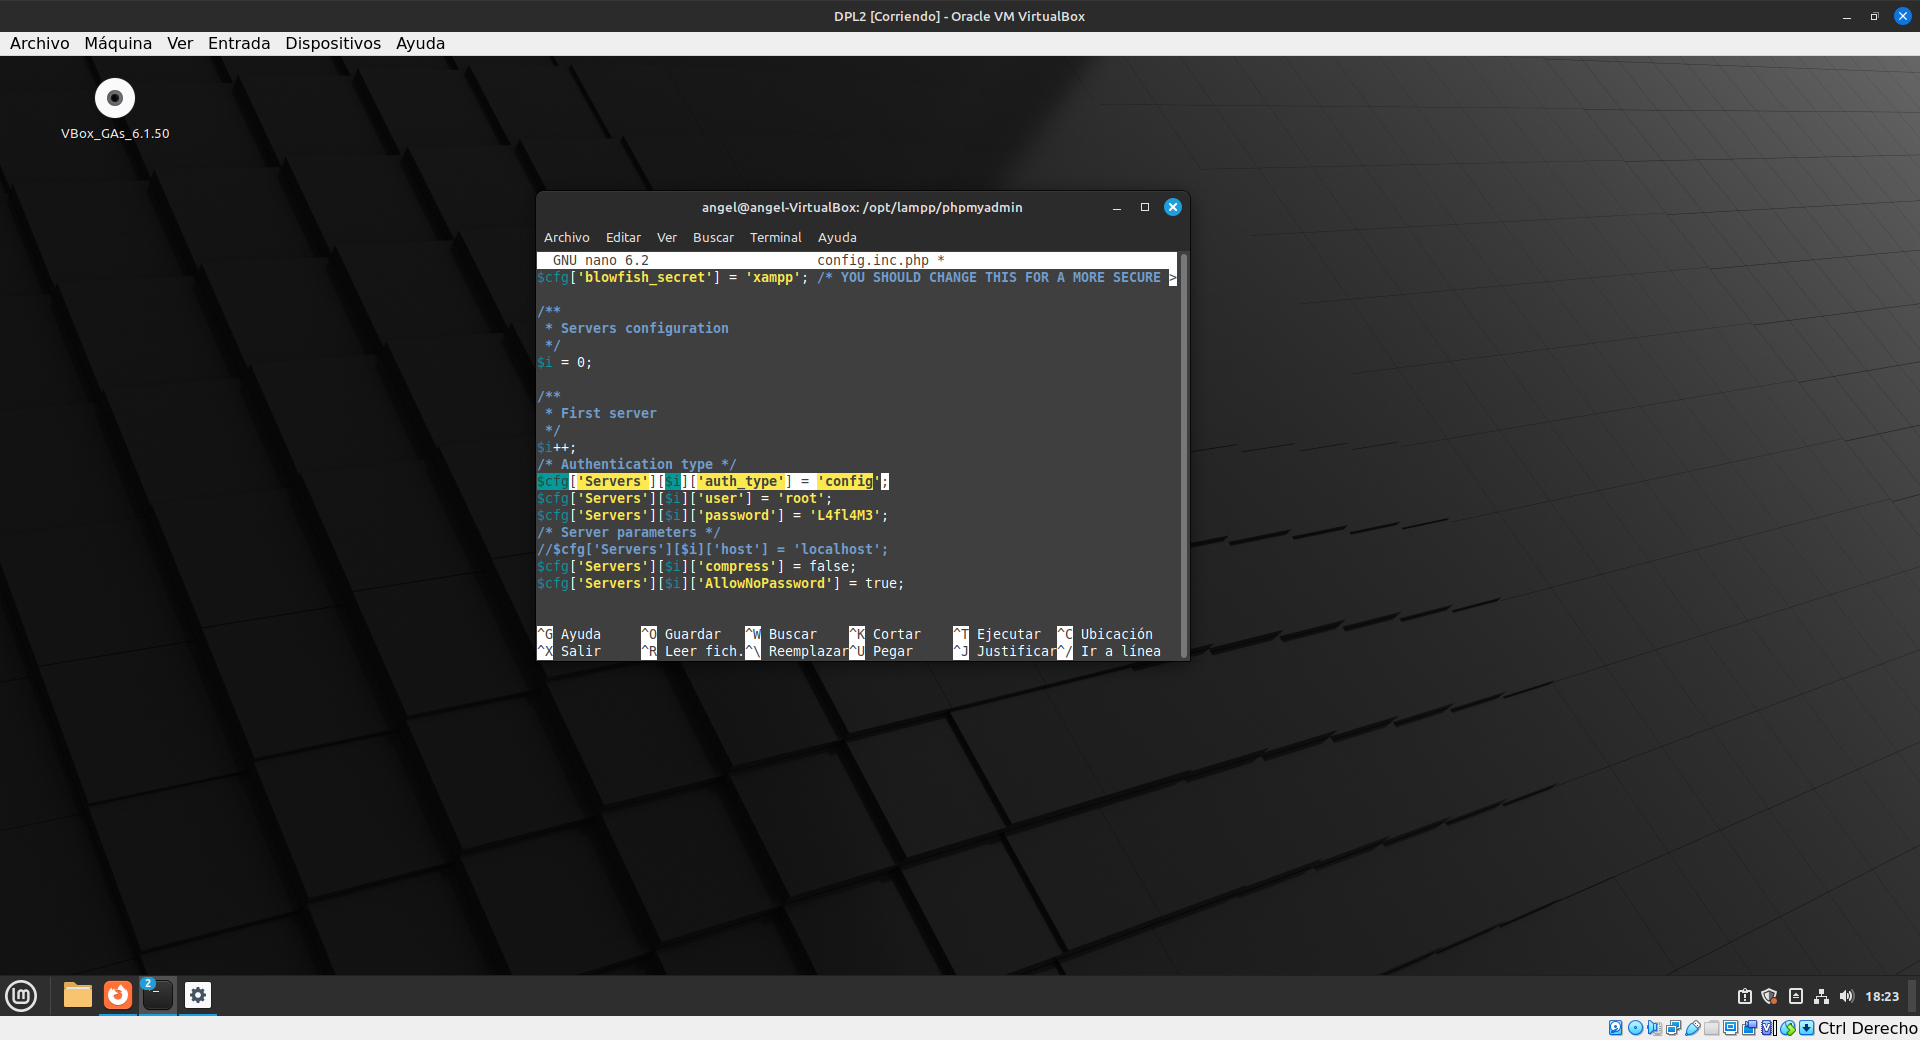 DPL2 [Corriendo] - Oracle VM VirtualBox
Archivo Máquina Ver Entrada Dispositivos Ayuda
VBox_GAs_6.1.50
angel@angel-VirtualBox: /opt/lampp/phpmyadmin
Archivo Editar Ver Buscar Terminal Ayuda
GNU nano 6.2 config.inc.php *
$cfg['blowfish_secret'] = 'xampp'; /* YOU SHOULD CHANGE THIS FOR A MORE SECURE >
/**
* Servers configuration
*/
$i = 0;
/**
* First server
*/
$i++;
/* Authentication type */
$cfg['Servers'][$i]['auth_type'] = 'config';
$cfg['Servers'][$i]['user'] = 'root';
$cfg['Servers'][$i]['password'] = 'L4fl4M3';
/* Server parameters */
//$cfg['Servers'][$i]['host'] = 'localhost';
$cfg['Servers'][$i]['compress'] = false;
$cfg['Servers'][$i]['AllowNoPassword'] = true;
^G Ayuda ^O Guardar ^W Buscar ^K Cortar ^T Ejecutar ^C Ubicación
^X Salir ^R Leer fich. ^\ Reemplazar ^U Pegar ^J Justificar ^/ Ir a línea
2
18:23
Ctrl Derecho